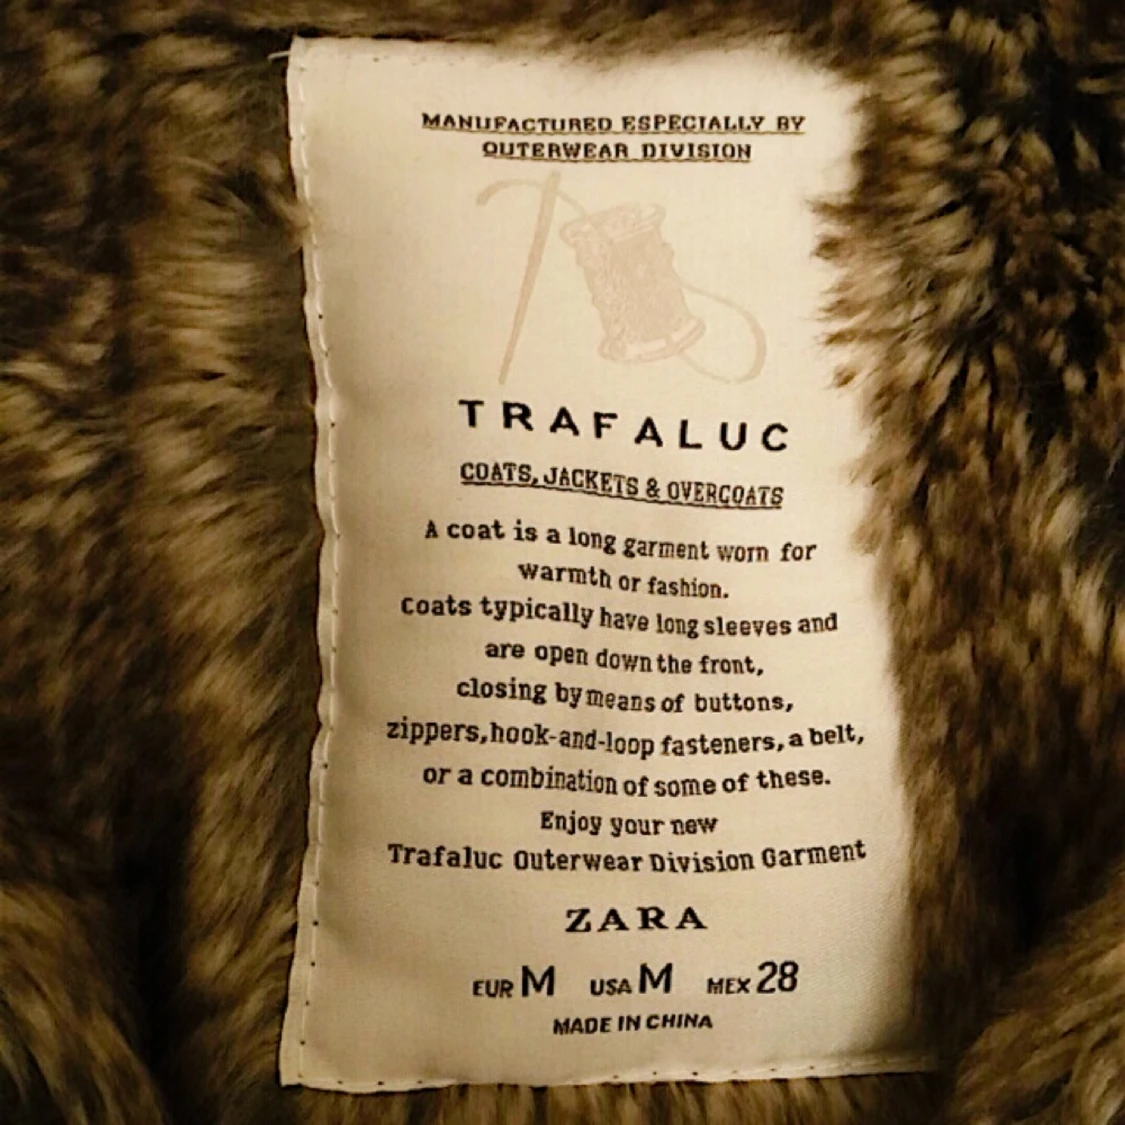 MANUFACTURED ESPECIALLY BY
OUTERWEAR DIVISION
TRAFALUC
COATS, JACKETS & OVERCOATS
A coat is a long garment worn for
warmth or fashion.
Coats typically have long sleeves and
are open down the front,
closing by means of buttons,
zippers, hook-and-loop fasteners, a belt,
or a combination of some of these.
Enjoy your new
Trafaluc Outerwear Division Garment
ZARA
EUR M USA M MEX 28
MADE IN CHINA